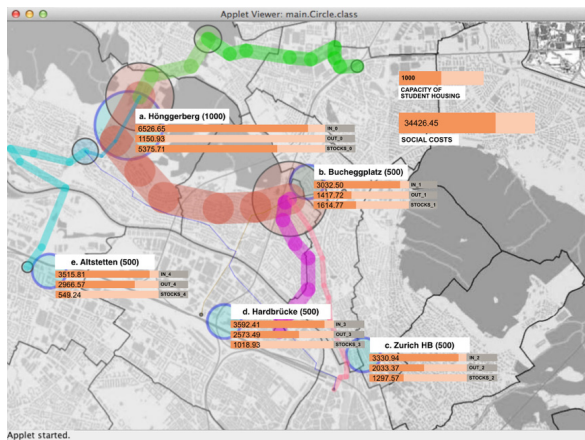 Applet Viewer: main.Circle.class
1000
CAPACITY OF
STUDENT HOUSING
34426.45
SOCIAL COSTS
a. Hönggerberg (1000)
6526.65 IN_0
1150.93 OUT_0
5375.71 STOCKS_0
b. Bucheggplatz (500)
3032.50 IN_1
1417.72 OUT_1
1614.77 STOCKS_1
e. Altstetten (500)
3515.81 IN_4
2966.57 OUT_4
549.24 STOCKS_4
d. Hardbrücke (500)
3592.41 IN_3
2573.49 OUT_3
1018.93 STOCKS_3
c. Zurich HB (500)
3330.94 IN_2
2033.37 OUT_2
1297.57 STOCKS_2
Applet started.